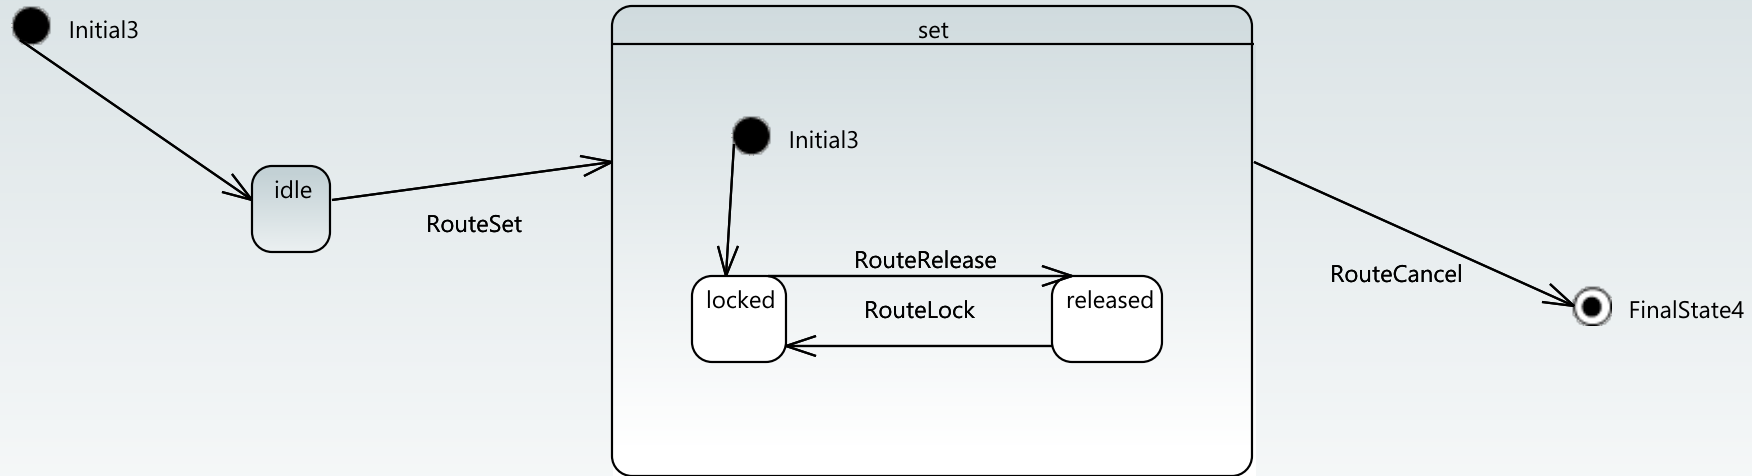 Initial3
idle
RouteSet
set
Initial3
RouteRelease
locked
released
RouteLock
RouteCancel
FinalState4